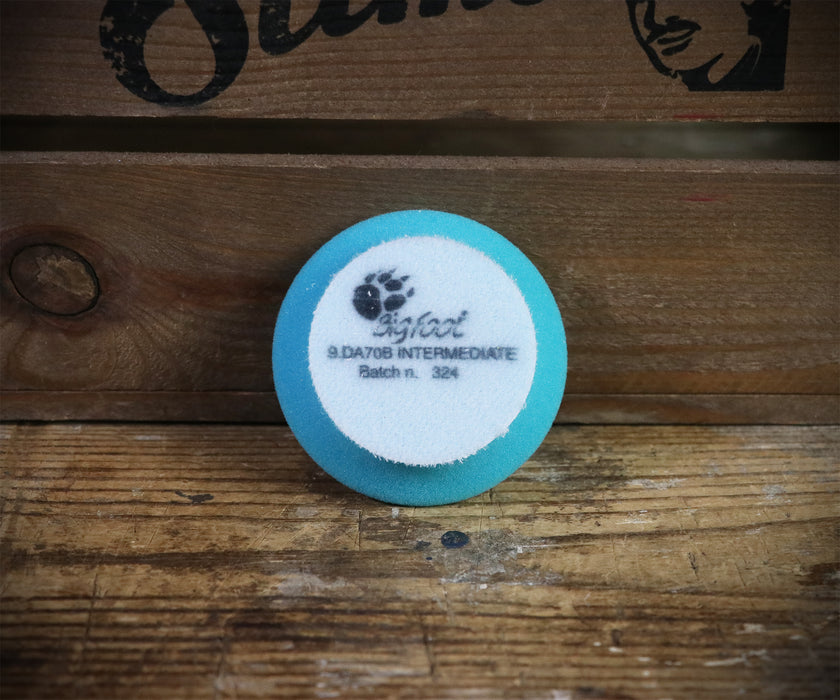 BigFoot
9.DA70B INTERMEDIATE
Batch n. 324